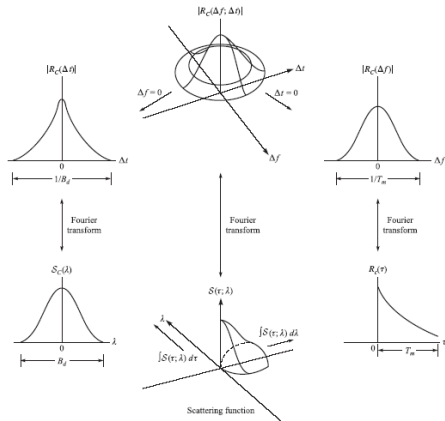 |R_C(Δf; Δt)|
|R_C(Δt)|
|R_C(Δf)|
Δt
Δf = 0
Δt = 0
0
Δt
0
Δf
Δf
1/B_d
1/T_m
Fourier
transform
Fourier
transform
Fourier
transform
S_C(λ)
S(τ; λ)
R_c(τ)
λ
∫S(τ; λ) dλ
∫S(τ; λ) dτ
0
λ
0
τ
B_d
T_m
Scattering function